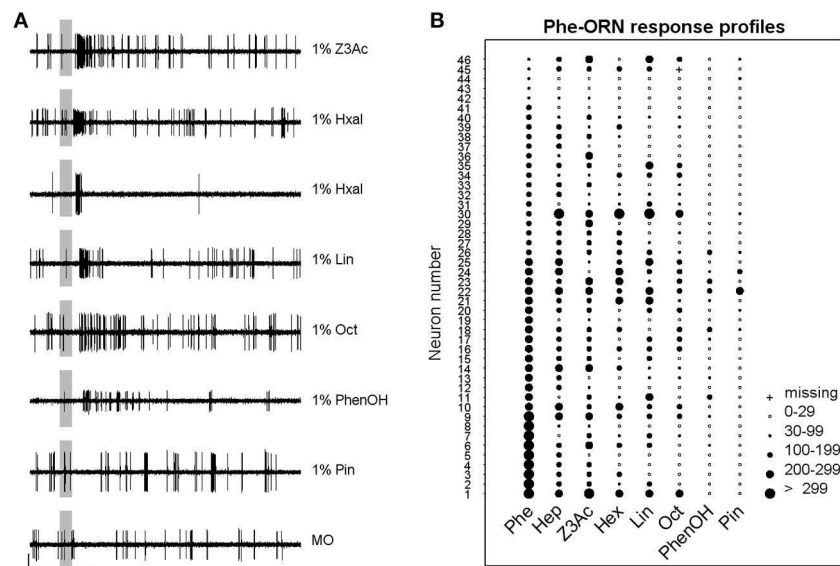 A
1% Z3Ac
1% Hxal
1% Hxal
1% Lin
1% Oct
1% PhenOH
1% Pin
MO
B
Phe-ORN response profiles
Neuron number
46
45
44
43
42
41
40
39
38
37
36
35
34
33
32
31
30
29
28
27
26
25
24
23
22
21
20
19
18
17
16
15
14
13
12
11
10
9
8
7
6
5
4
3
2
1
Phe
Hep
Z3Ac
Hex
Lin
Oct
PhenOH
Pin
+ missing
0-29
30-99
100-199
200-299
> 299